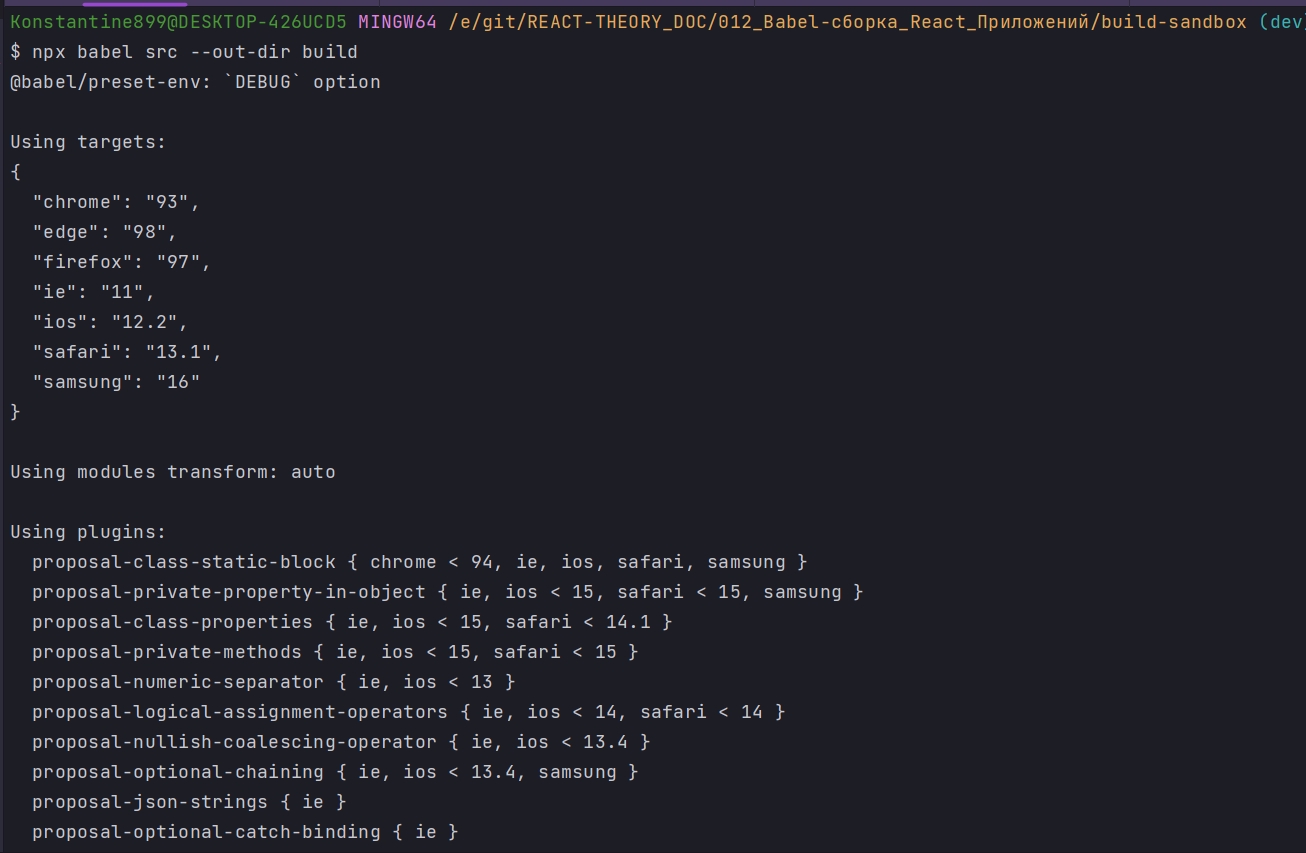 Konstantine899@DESKTOP-426UCD5 MINGW64 /e/git/REACT-THEORY_DOC/012_Babel-сборка_React_Приложений/build-sandbox (dev)
$ npx babel src --out-dir build
@babel/preset-env: `DEBUG` option
Using targets:
{
  "chrome": "93",
  "edge": "98",
  "firefox": "97",
  "ie": "11",
  "ios": "12.2",
  "safari": "13.1",
  "samsung": "16"
}
Using modules transform: auto
Using plugins:
  proposal-class-static-block { chrome < 94, ie, ios, safari, samsung }
  proposal-private-property-in-object { ie, ios < 15, safari < 15, samsung }
  proposal-class-properties { ie, ios < 15, safari < 14.1 }
  proposal-private-methods { ie, ios < 15, safari < 15 }
  proposal-numeric-separator { ie, ios < 13 }
  proposal-logical-assignment-operators { ie, ios < 14, safari < 14 }
  proposal-nullish-coalescing-operator { ie, ios < 13.4 }
  proposal-optional-chaining { ie, ios < 13.4, samsung }
  proposal-json-strings { ie }
  proposal-optional-catch-binding { ie }